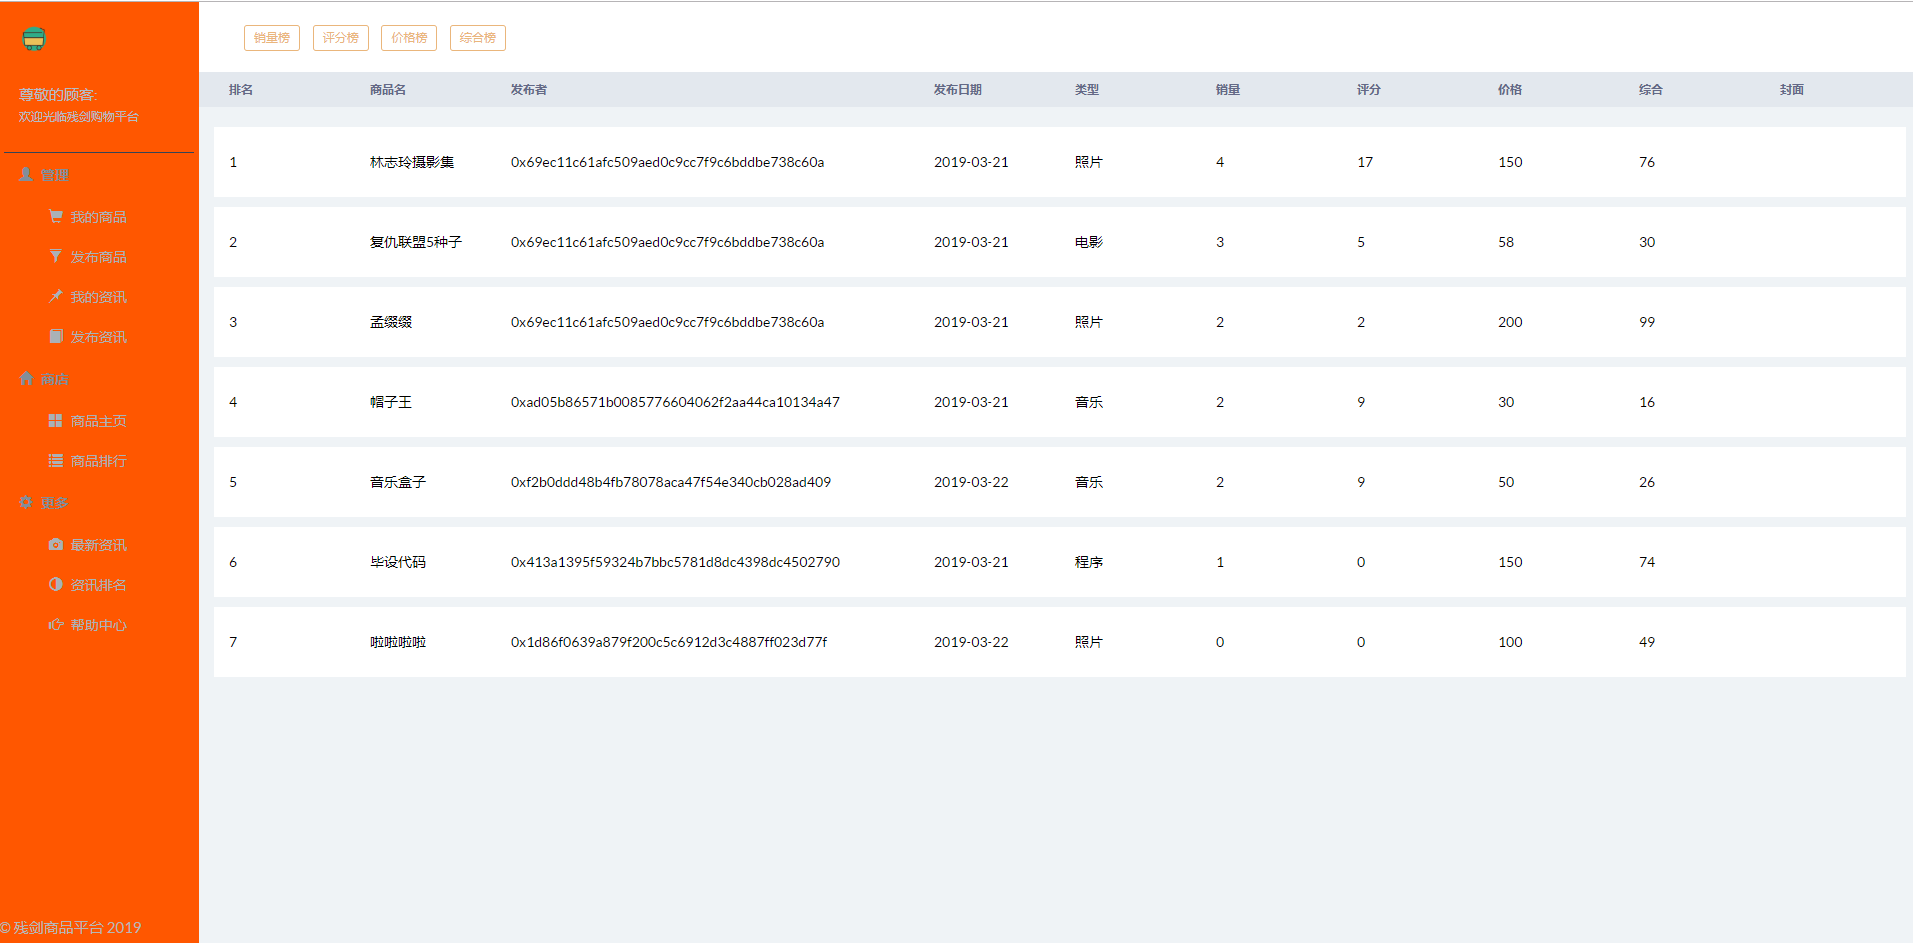 尊敬的顾客:
欢迎光临残剑购物平台
管理
我的商品
发布商品
我的资讯
发布资讯
商店
商品主页
商品排行
更多
最新资讯
资讯排名
帮助中心
© 残剑商品平台 2019
销量榜 评分榜 价格榜 综合榜
排名 商品名 发布者 发布日期 类型 销量 评分 价格 综合 封面
1 林志玲摄影集 0x69ec11c61afc509aed0c9cc7f9c6bddbe738c60a 2019-03-21 照片 4 17 150 76
2 复仇联盟5种子 0x69ec11c61afc509aed0c9cc7f9c6bddbe738c60a 2019-03-21 电影 3 5 58 30
3 孟缀缀 0x69ec11c61afc509aed0c9cc7f9c6bddbe738c60a 2019-03-21 照片 2 2 200 99
4 帽子王 0xad05b86571b0085776604062f2aa44ca10134a47 2019-03-21 音乐 2 9 30 16
5 音乐盒子 0xf2b0ddd48b4fb78078aca47f54e340cb028ad409 2019-03-22 音乐 2 9 50 26
6 毕设代码 0x413a1395f59324b7bbc5781d8dc4398dc4502790 2019-03-21 程序 1 0 150 74
7 啦啦啦啦 0x1d86f0639a879f200c5c6912d3c4887ff023d77f 2019-03-22 照片 0 0 100 49